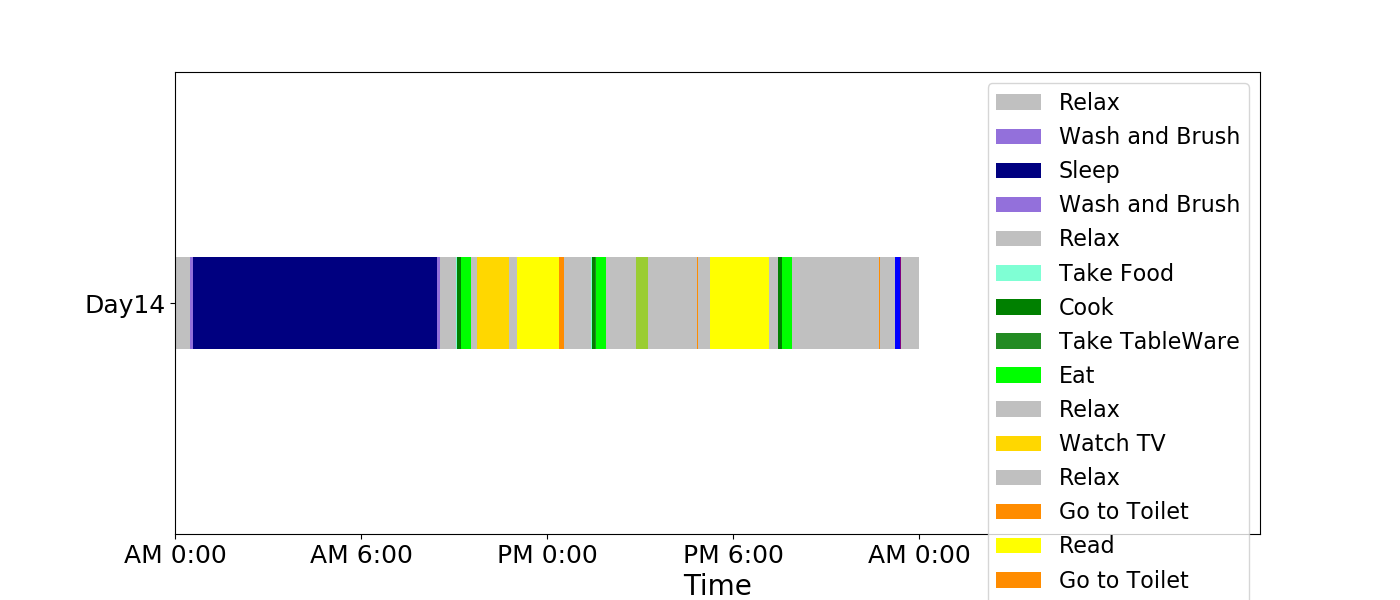 Relax
Wash and Brush
Sleep
Wash and Brush
Relax
Take Food
Cook
Take TableWare
Eat
Relax
Watch TV
Relax
Go to Toilet
Read
Go to Toilet
Day14
AM 0:00 AM 6:00 PM 0:00 PM 6:00 AM 0:00
Time